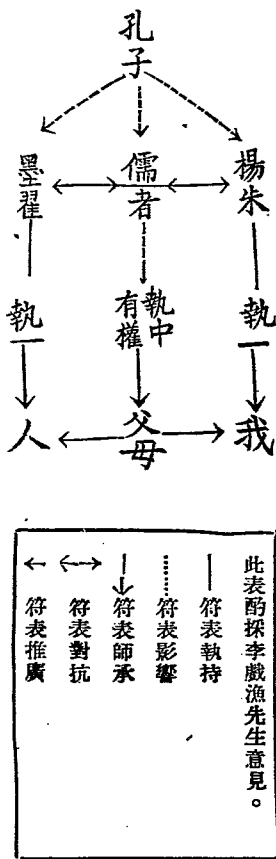 孔子
楊朱
儒者
墨翟
執一
執中
有權
執一
我
父母
人
此表酌採李戲漁先生意見。
符表執持
符表影響
符表師承
符表對抗
符表推廣